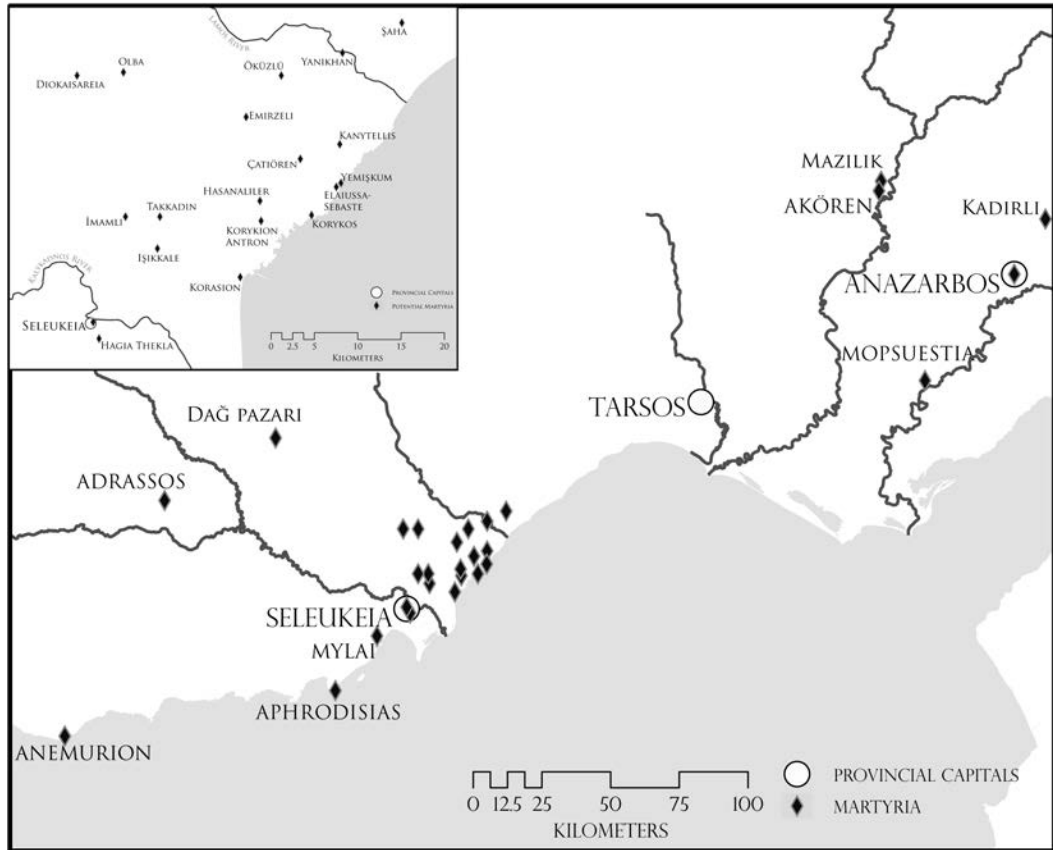 LAMOS RIVER
ŞAHA
YANIKHAN
OLBA
ÖKÜZLÜ
DIOKAISAREIA
EMIRZELI
KANYTELLIS
ÇATIÖREN
YEMIŞKUM
HASANALILER
ELAIUSSA-
SEBASTE
TAKKADIN
IMAMLI
KORYKION
ANTRON
KORYKOS
IŞIKKALE
KALYKADNOS RIVER
KORASION
PROVINCIAL CAPITALS
POTENTIAL MARTYRIA
SELEUKEIA
HAGIA THEKLA
0 2.5 5 10 15 20
KILOMETERS
MAZILIK
AKÖREN
KADIRLI
ANAZARBOS
MOPSUESTIA
TARSOS
DAĞ PAZARI
ADRASSOS
SELEUKEIA
MYLAI
APHRODISIAS
ANEMURION
0 12.5 25 50 75 100
KILOMETERS
PROVINCIAL CAPITALS
MARTYRIA